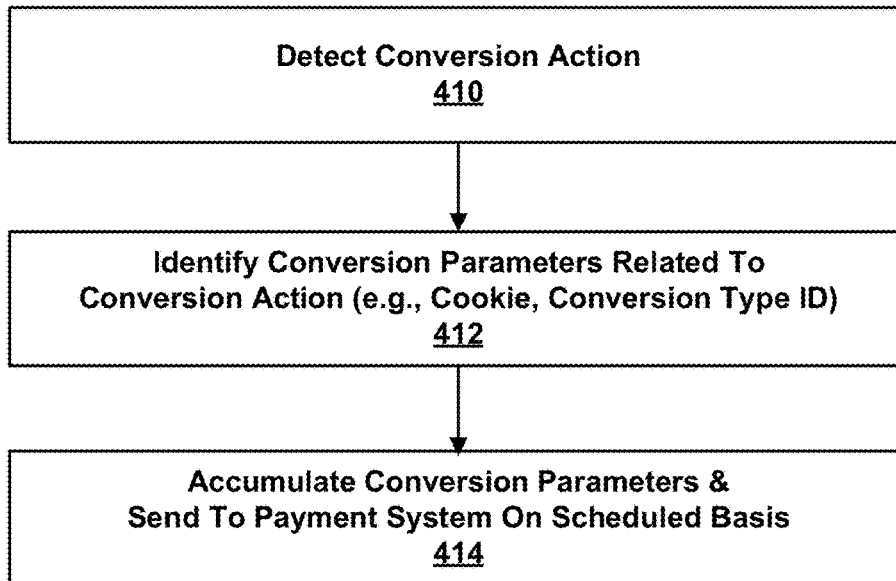 Detect Conversion Action
410
Identify Conversion Parameters Related To
Conversion Action (e.g., Cookie, Conversion Type ID)
412
Accumulate Conversion Parameters &
Send To Payment System On Scheduled Basis
414